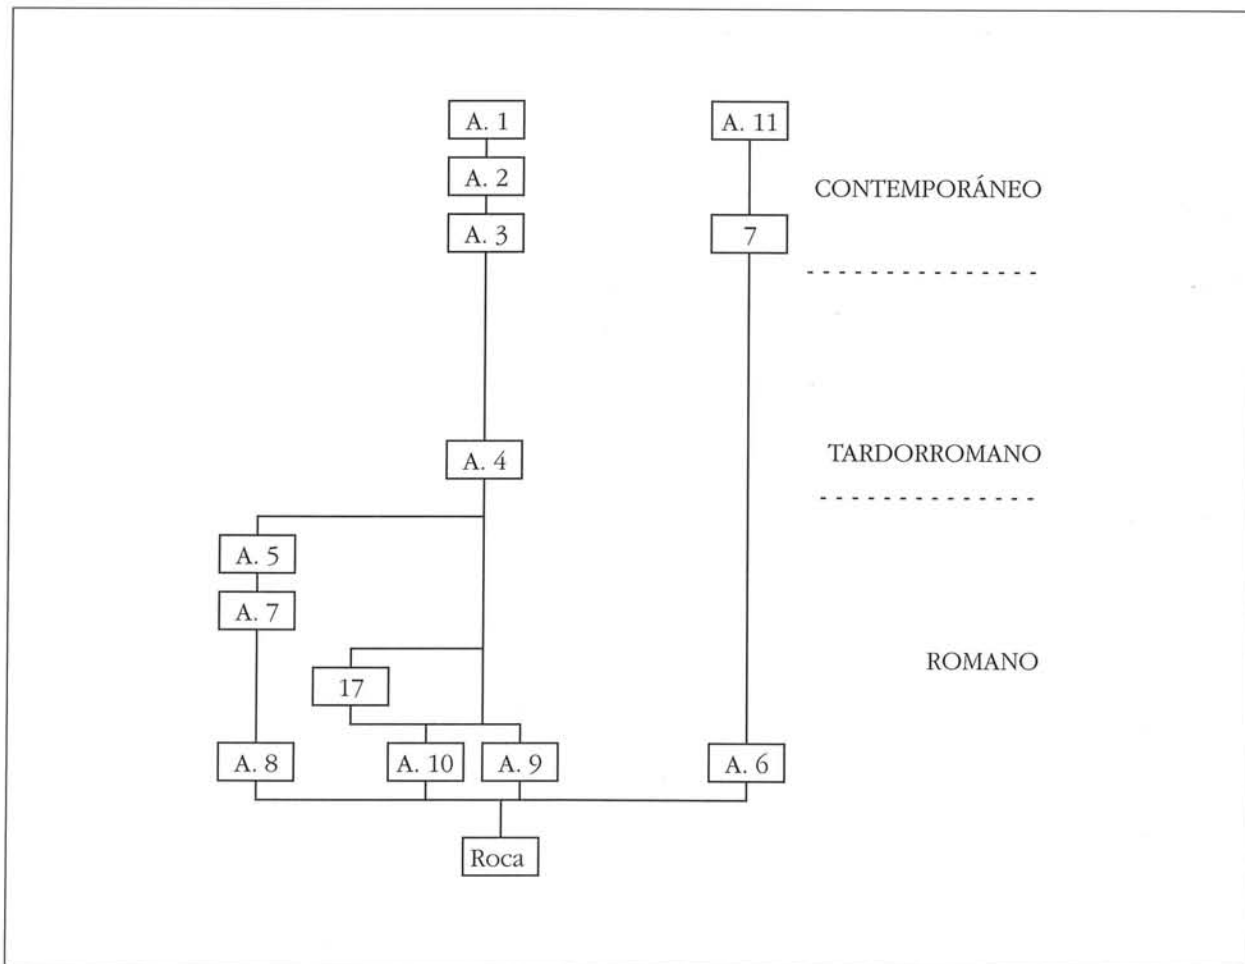 A. 1
A. 11
A. 2
CONTEMPORÁNEO
A. 3
7
A. 4
TARDORROMANO
A. 5
A. 7
17
ROMANO
A. 8
A. 10
A. 9
A. 6
Roca